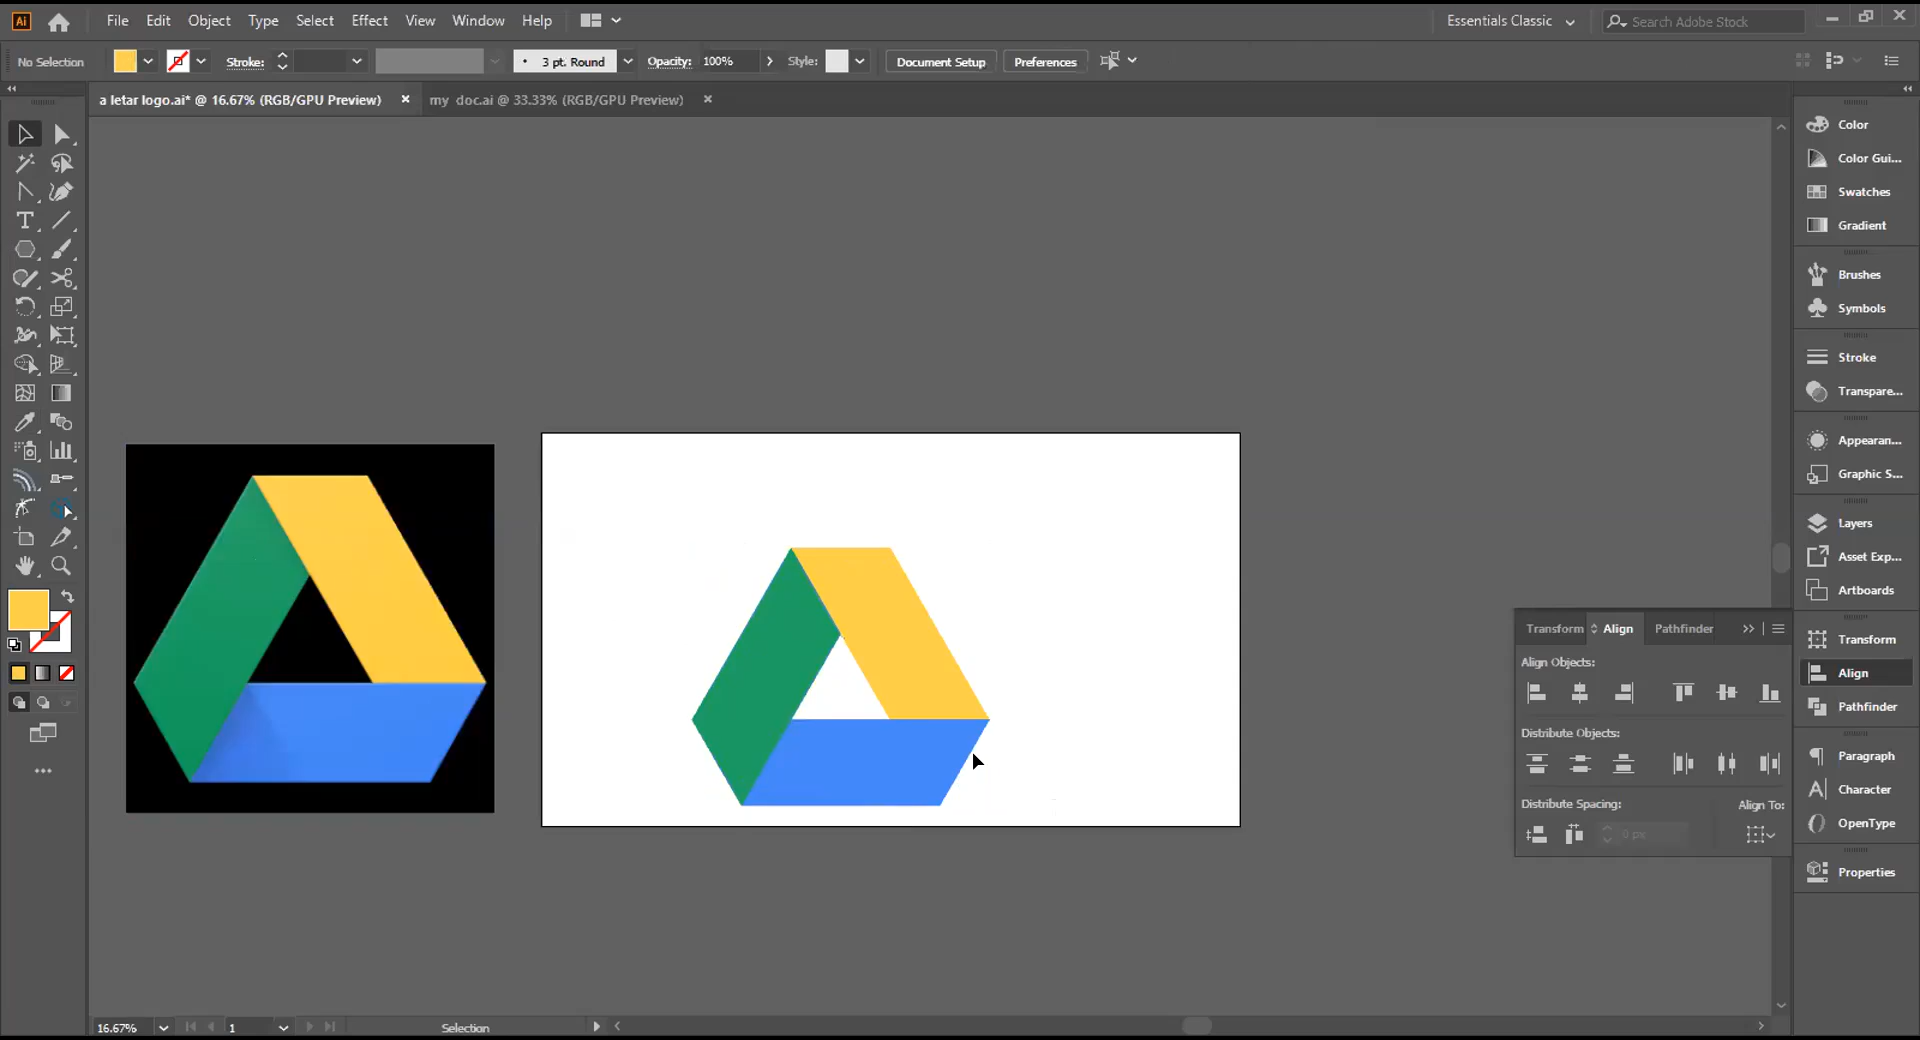 Ai File Edit Object Type Select Effect View Window Help Essentials Classic Search Adobe Stock
No Selection Stroke: 3 pt. Round Opacity: 100% Style: Document Setup Preferences
a letar logo.ai* @ 16.67% (RGB/GPU Preview) × my doc.ai @ 33.33% (RGB/GPU Preview) ×
Color
Color Gui...
Swatches
Gradient
Brushes
Symbols
Stroke
Transpare...
Appearan...
Graphic S...
Layers
Asset Exp...
Artboards
Transform
Align
Pathfinder
Paragraph
Character
OpenType
Properties
Transform Align Pathfinder
Align Objects:
Distribute Objects:
Distribute Spacing: Align To:
0 px
16.67% 1 Selection